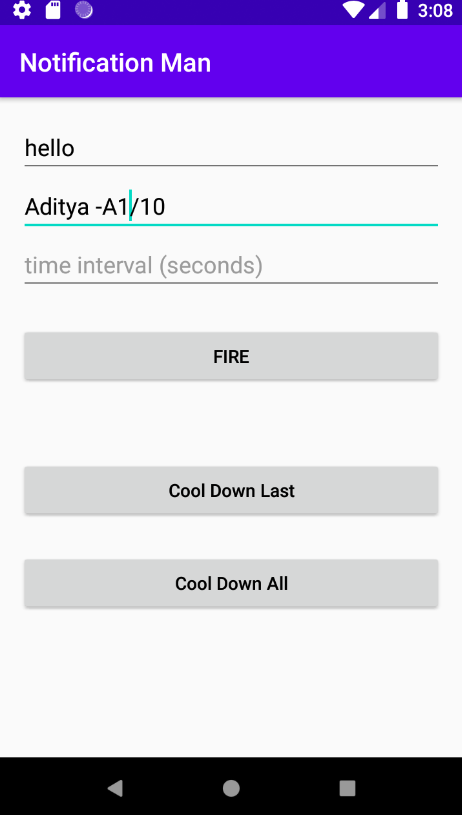 3:08
Notification Man
hello
Aditya -A1/10
time interval (seconds)
FIRE
Cool Down Last
Cool Down All